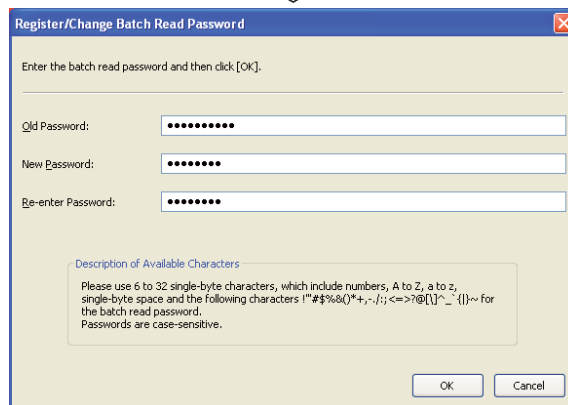 Register/Change Batch Read Password
Enter the batch read password and then click [OK].
Old Password: ●●●●●●●●●●
New Password: ●●●●●●●●
Re-enter Password: ●●●●●●●●
Description of Available Characters
Please use 6 to 32 single-byte characters, which include numbers, A to Z, a to z,
single-byte space and the following characters !"'#$%&()*+,-./:;<=>?@[\]^_`{|}~ for
the batch read password.
Passwords are case-sensitive.
OK Cancel